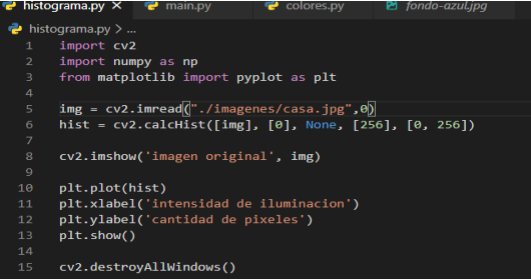 histograma.py × main.py colores.py fondo-azul.jpg
histograma.py > ...
1 import cv2
2 import numpy as np
3 from matplotlib import pyplot as plt
4
5 img = cv2.imread("./imagenes/casa.jpg",0)
6 hist = cv2.calcHist([img], [0], None, [256], [0, 256])
7
8 cv2.imshow('imagen original', img)
9
10 plt.plot(hist)
11 plt.xlabel('intensidad de iluminacion')
12 plt.ylabel('cantidad de pixeles')
13 plt.show()
14
15 cv2.destroyAllWindows()